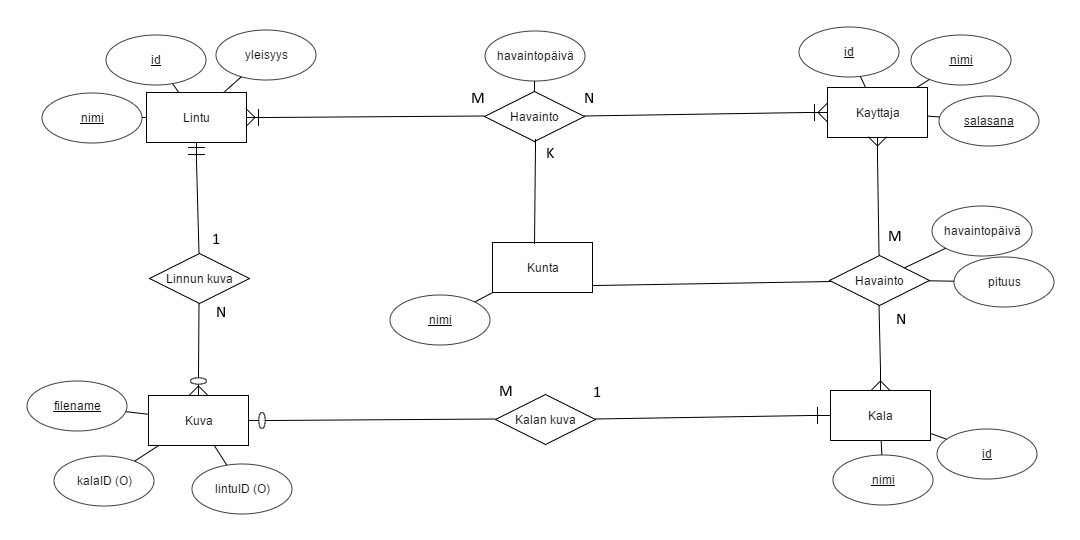 id
yleisyys
nimi
Lintu
havaintopäivä
M
N
Havainto
K
id
nimi
Kayttaja
salasana
1
Linnun kuva
N
Kunta
nimi
M
havaintopäivä
Havainto
pituus
N
filename
Kuva
kalaID (O)
lintuID (O)
M
1
Kalan kuva
Kala
id
nimi